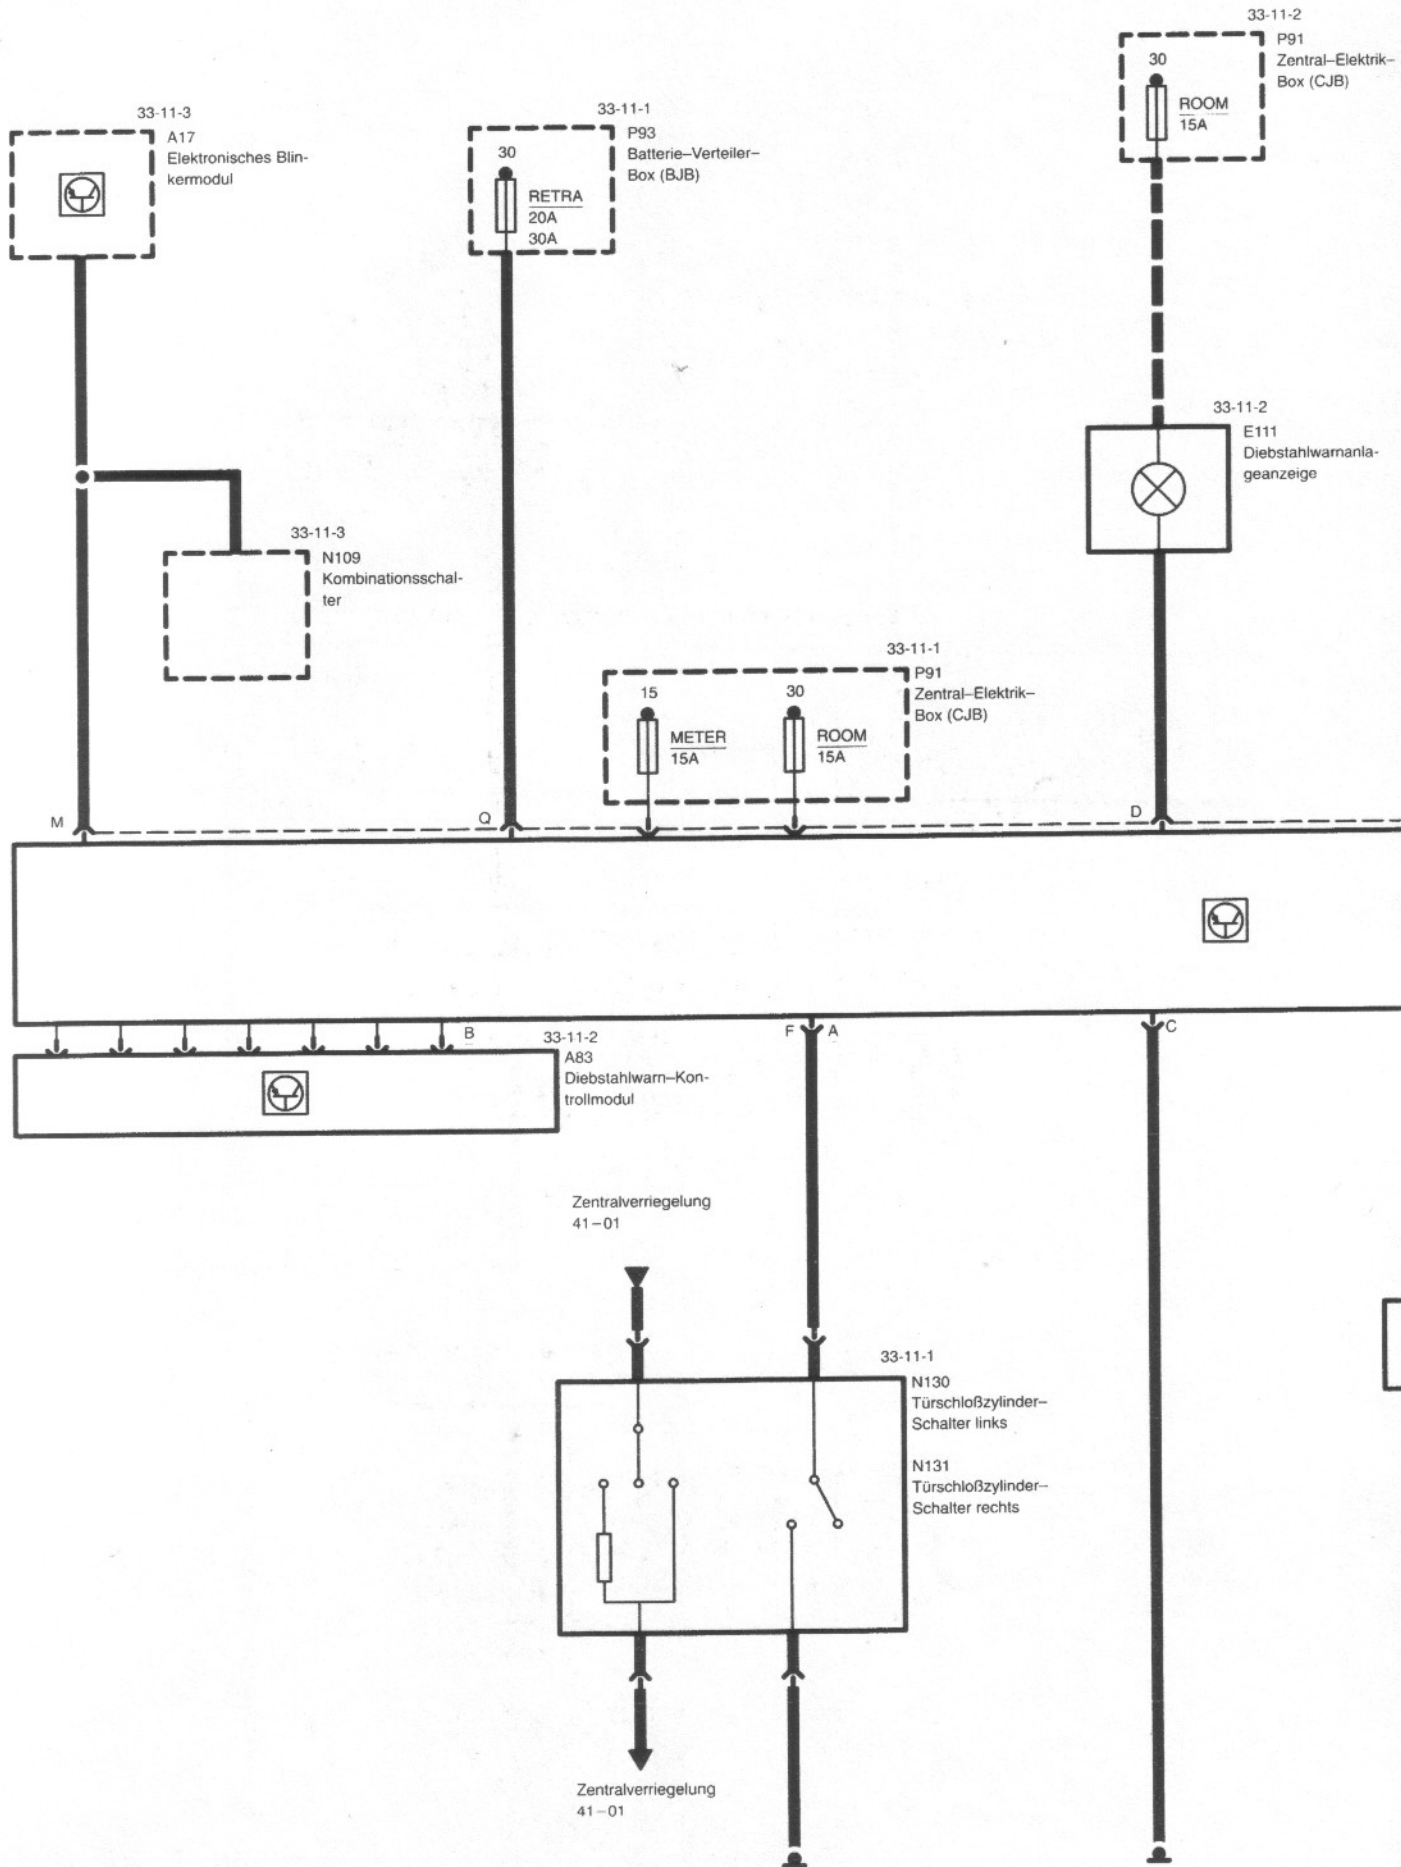 33-11-2
P91
Zentral–Elektrik–
Box (CJB)
30
ROOM
15A
33-11-3
A17
Elektronisches Blin-
kermodul
33-11-1
P93
Batterie–Verteiler–
Box (BJB)
30
RETRA
20A
30A
33-11-2
E111
Diebstahlwarnanla-
geanzeige
33-11-3
N109
Kombinationsschal-
ter
33-11-1
P91
Zentral–Elektrik–
Box (CJB)
15
METER
15A
30
ROOM
15A
M
Q
D
B
F
A
C
33-11-2
A83
Diebstahlwarn–Kon-
trollmodul
Zentralverriegelung
41–01
33-11-1
N130
Türschloßzylinder–
Schalter links
N131
Türschloßzylinder–
Schalter rechts
Zentralverriegelung
41–01